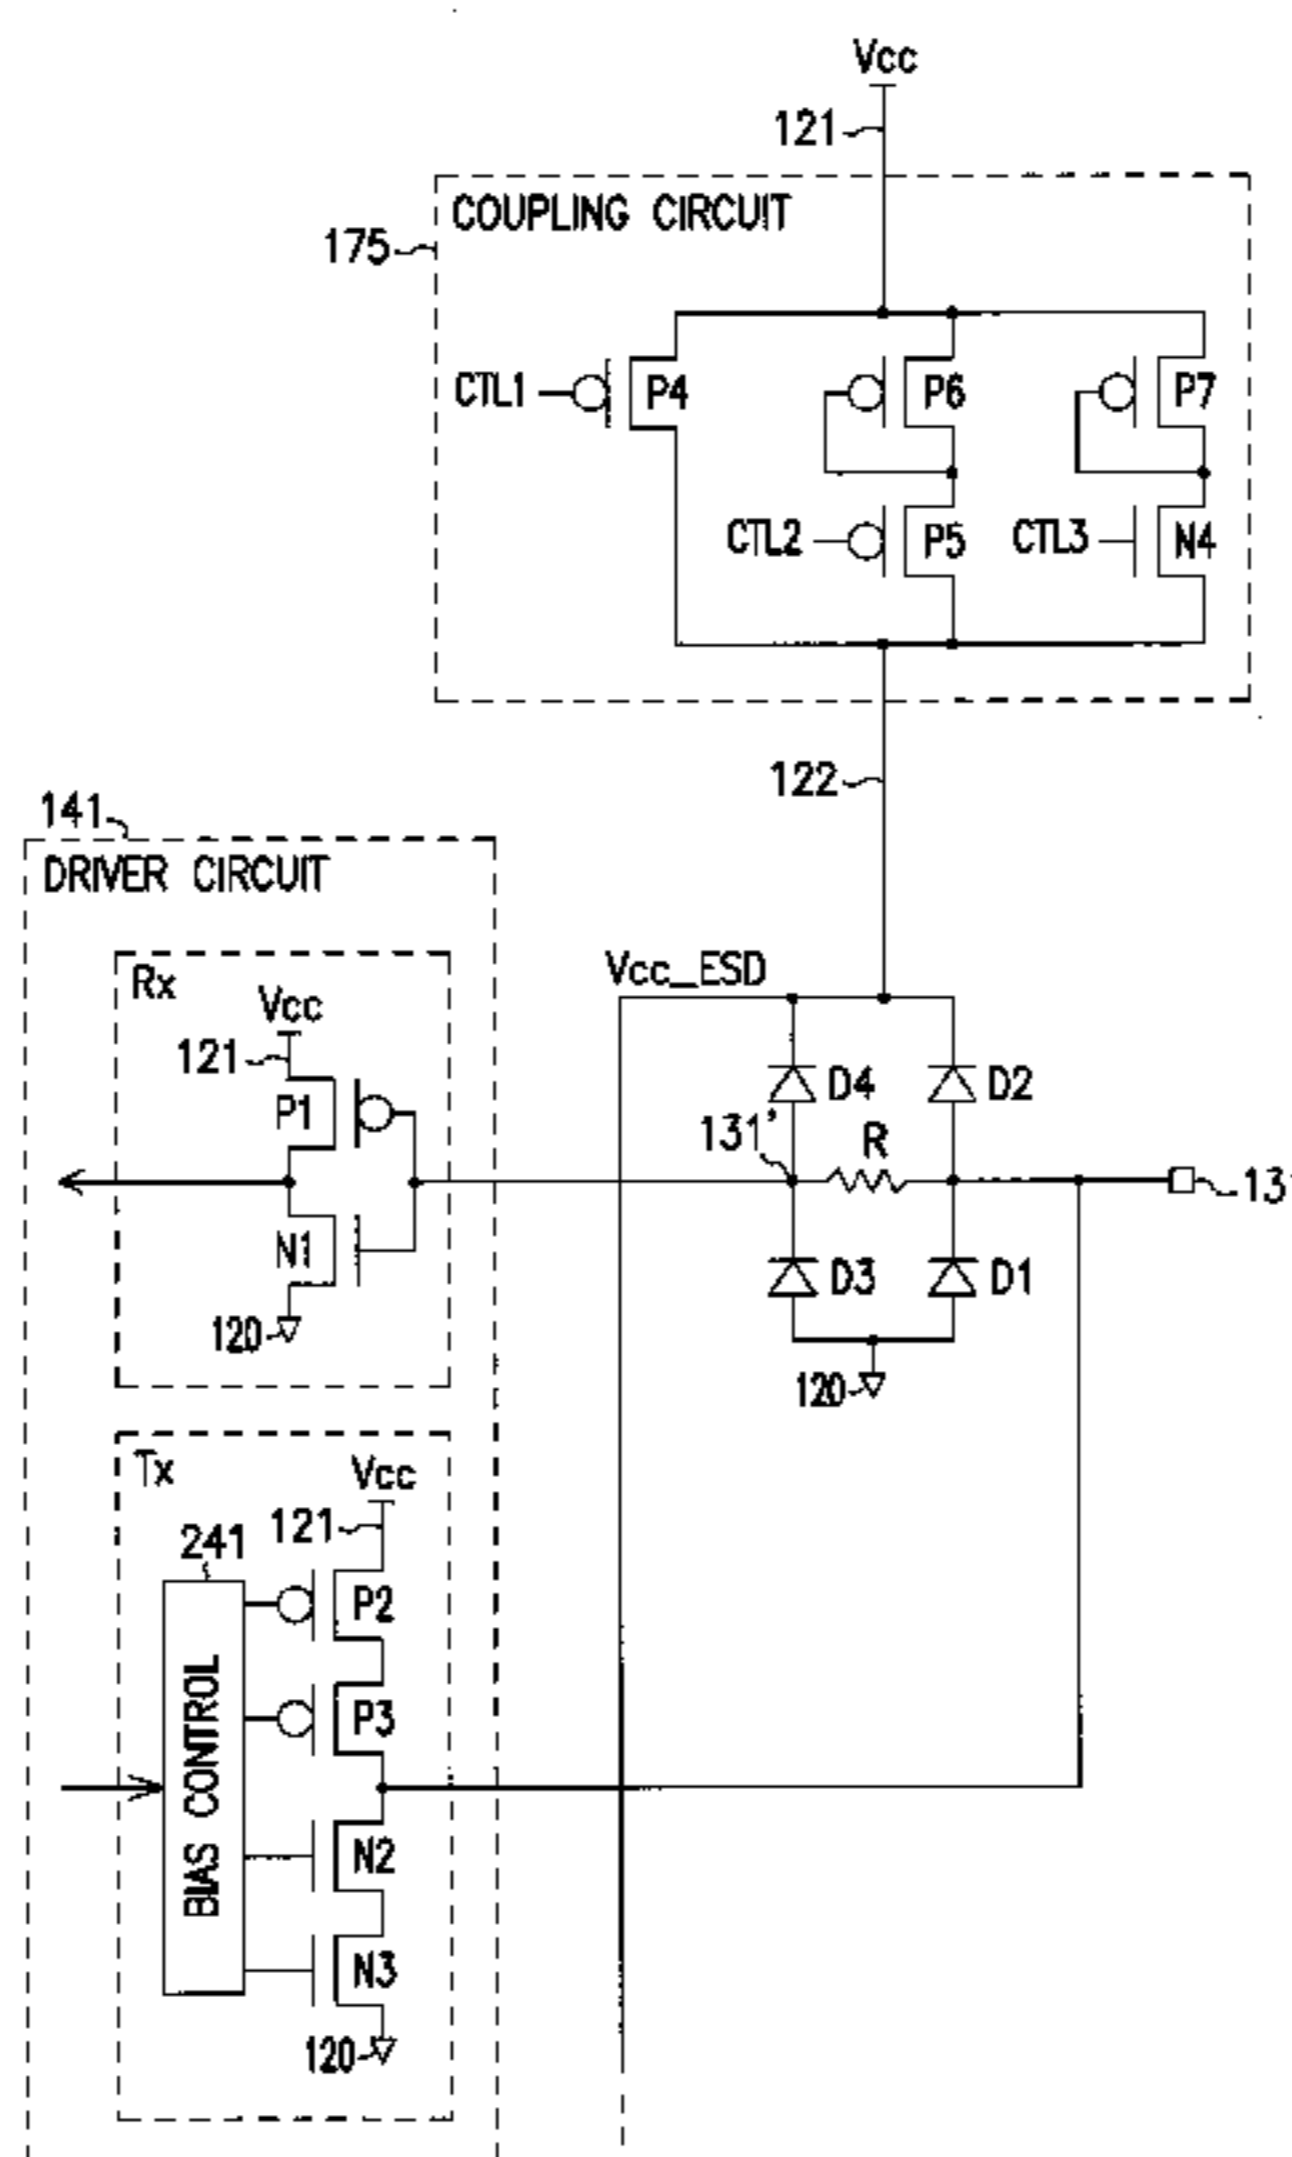 Vcc
121
COUPLING CIRCUIT
175
CTL1
P4
P6
P7
CTL2
P5
CTL3
N4
122
141
DRIVER CIRCUIT
Rx
Vcc
121
P1
N1
120
Vcc_ESD
D4
D2
131'
R
131
D3
D1
120
Tx
Vcc
121
241
P2
P3
BIAS CONTROL
N2
N3
120